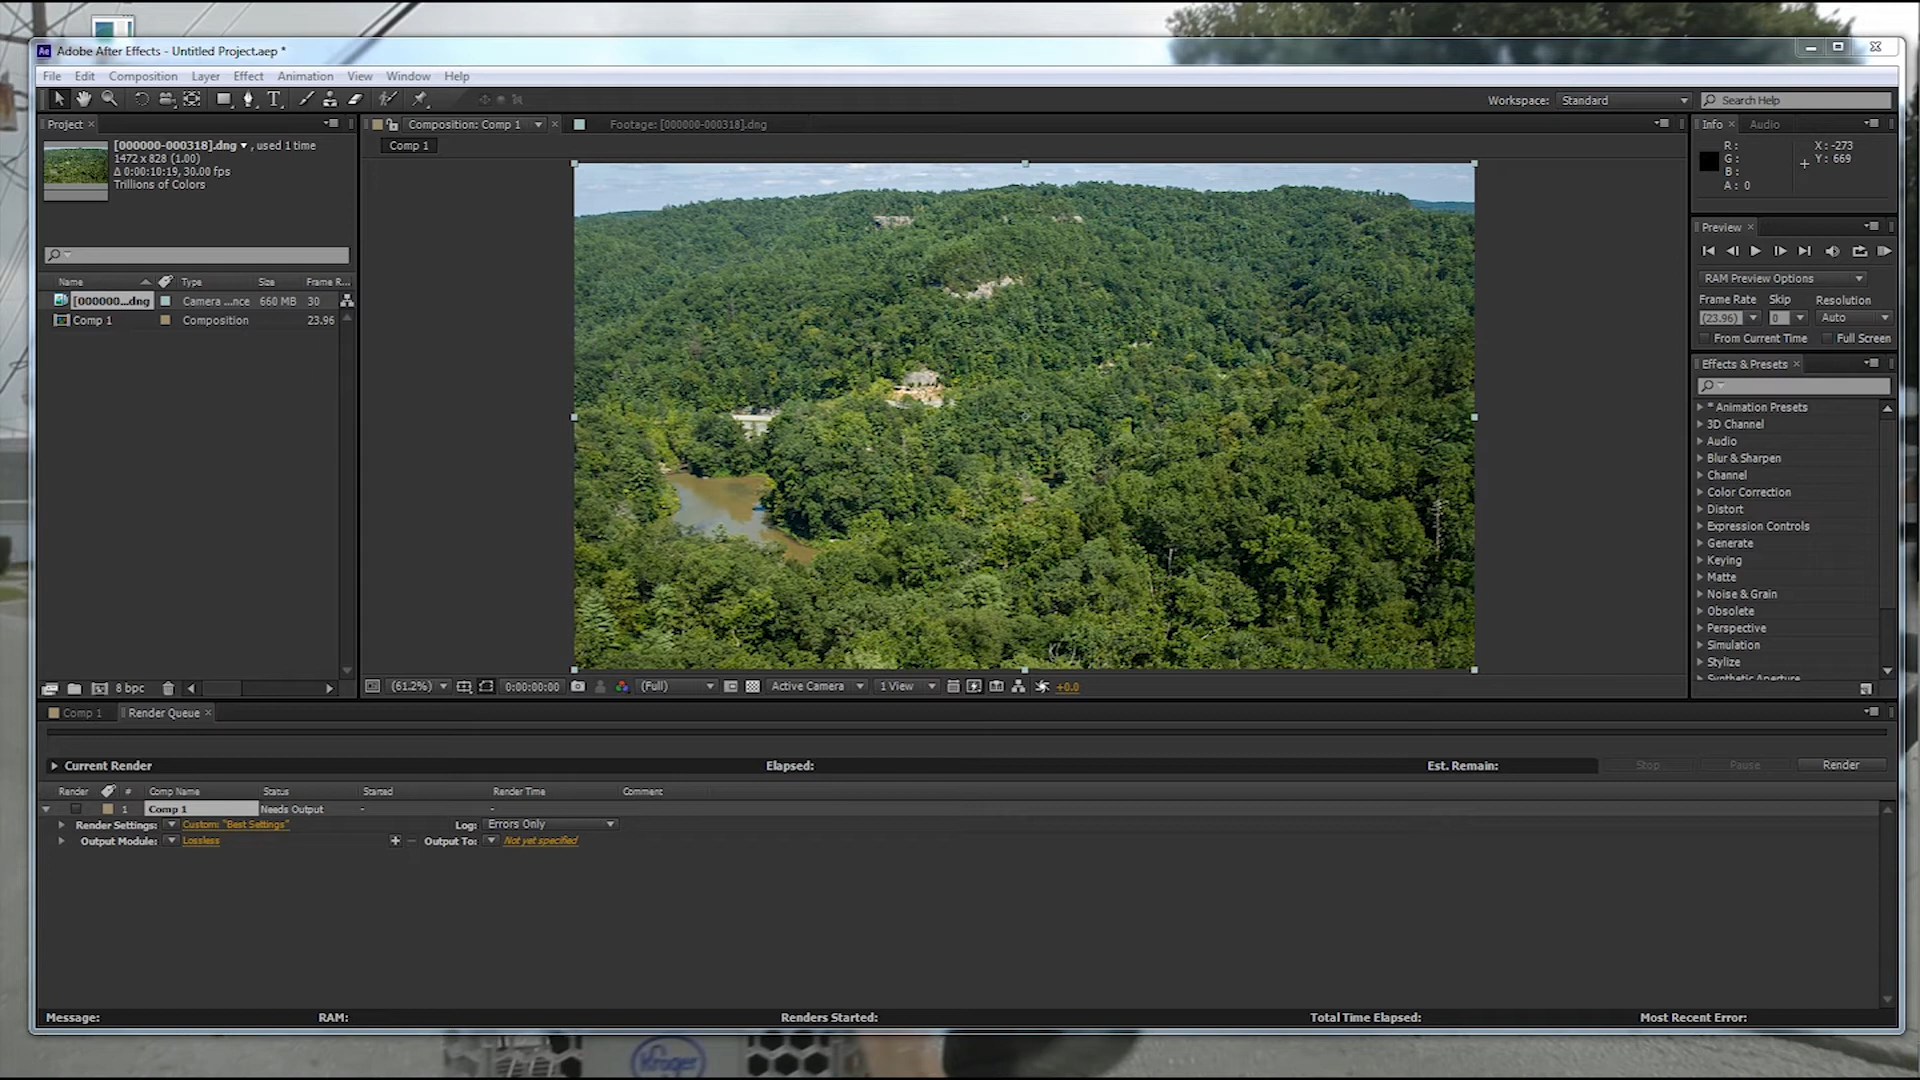 Adobe After Effects - Untitled Project.aep *
File Edit Composition Layer Effect Animation View Window Help
Workspace: Standard Search Help
Project
[000000-000318].dng , used 1 time
1472 x 828 (1.00)
Δ 0:00:10:19, 30.00 fps
Trillions of Colors
Name Type Size Frame R...
[000000...dng Camera ...nce 660 MB 30
Comp 1 Composition 23.96
8 bpc
Composition: Comp 1 Footage: [000000-000318].dng
Comp 1
(61.2%) 0:00:00:00 (Full) Active Camera 1 View +0.0
Info Audio
R: X: -273
G: Y: 669
B:
A: 0
Preview
RAM Preview Options
Frame Rate Skip Resolution
(23.96) 0 Auto
From Current Time Full Screen
Effects & Presets
* Animation Presets
3D Channel
Audio
Blur & Sharpen
Channel
Color Correction
Distort
Expression Controls
Generate
Keying
Matte
Noise & Grain
Obsolete
Perspective
Simulation
Stylize
Synthetic Aperture
Comp 1 Render Queue
Current Render Elapsed: Est. Remain: Stop Pause Render
Render # Comp Name Status Started Render Time Comment
1 Comp 1 Needs Output - -
Render Settings: Custom: "Best Settings" Log: Errors Only
Output Module: Lossless Output To: Not yet specified
Message: RAM: Renders Started: Total Time Elapsed: Most Recent Error:
Kroger